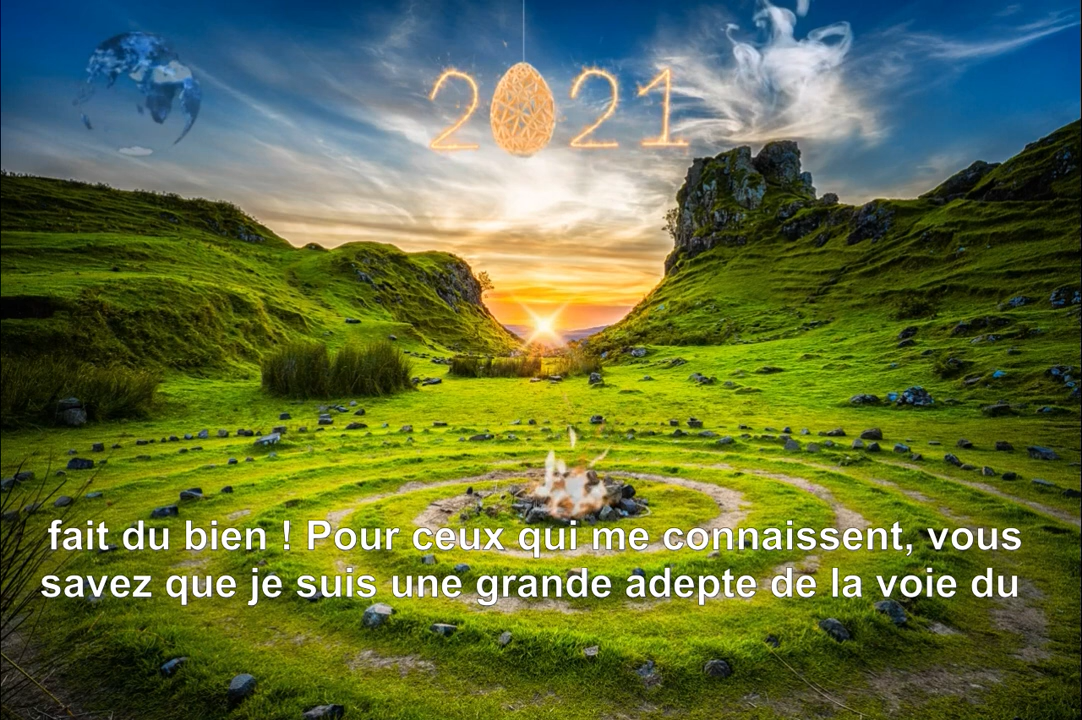 2021
fait du bien ! Pour ceux qui me connaissent, vous
savez que je suis une grande adepte de la voie du